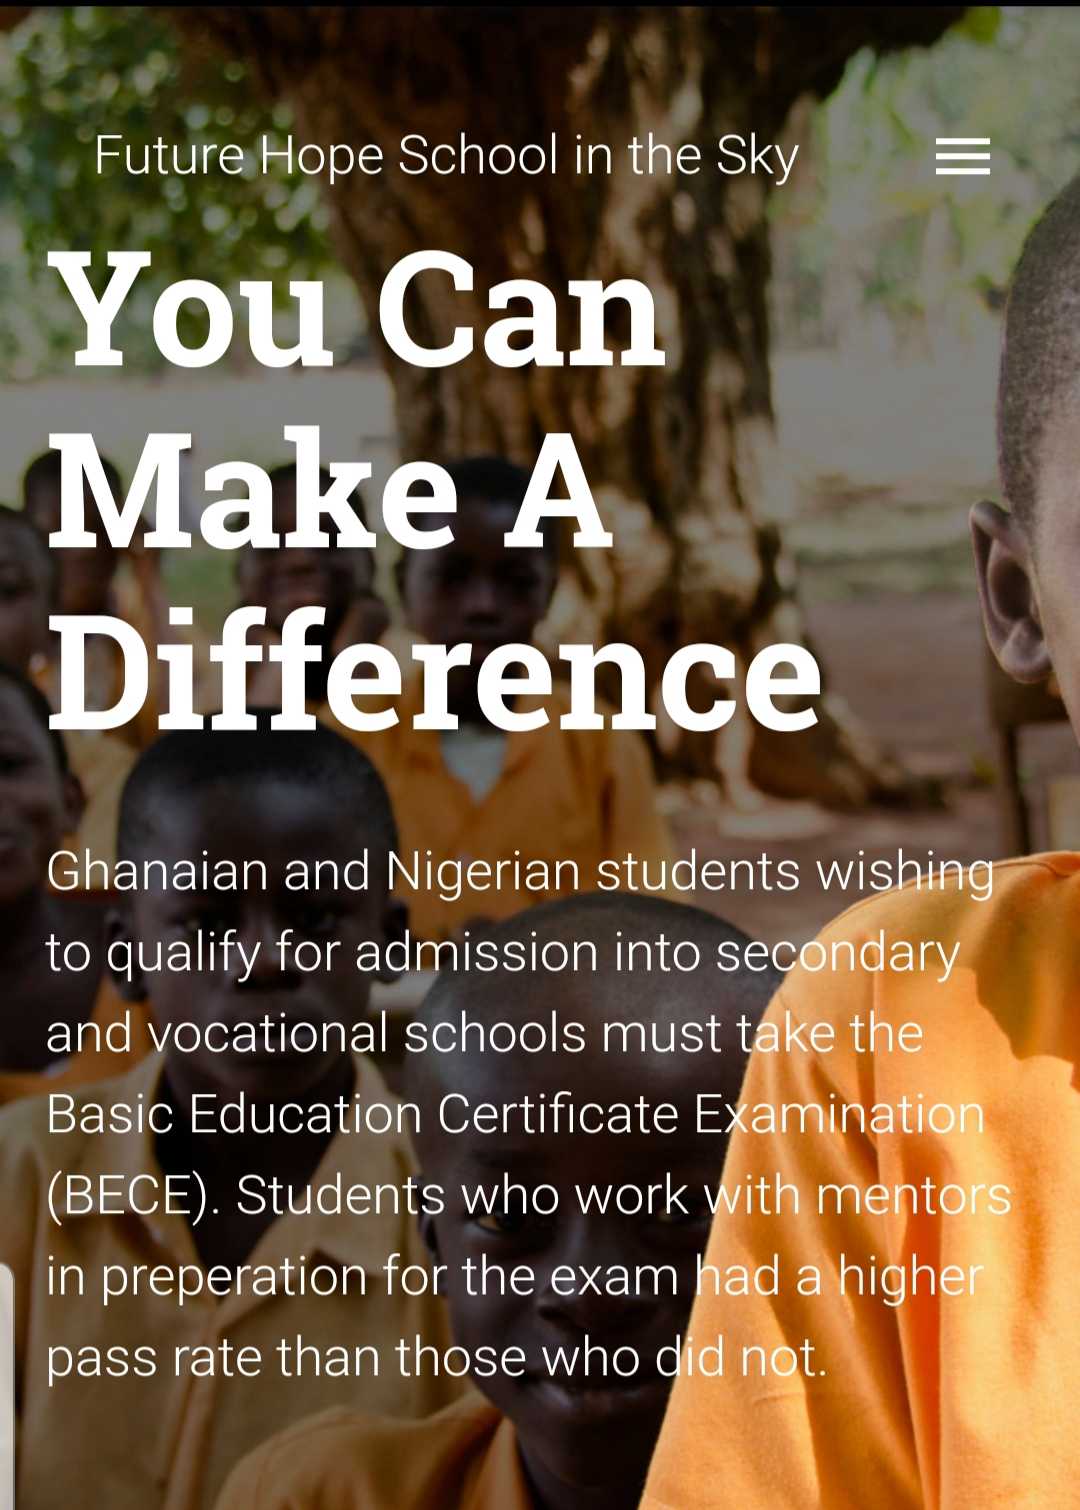 Future Hope School in the Sky
You Can
Make A
Difference
Ghanaian and Nigerian students wishing
to qualify for admission into secondary
and vocational schools must take the
Basic Education Certificate Examination
(BECE). Students who work with mentors
in preperation for the exam had a higher
pass rate than those who did not.